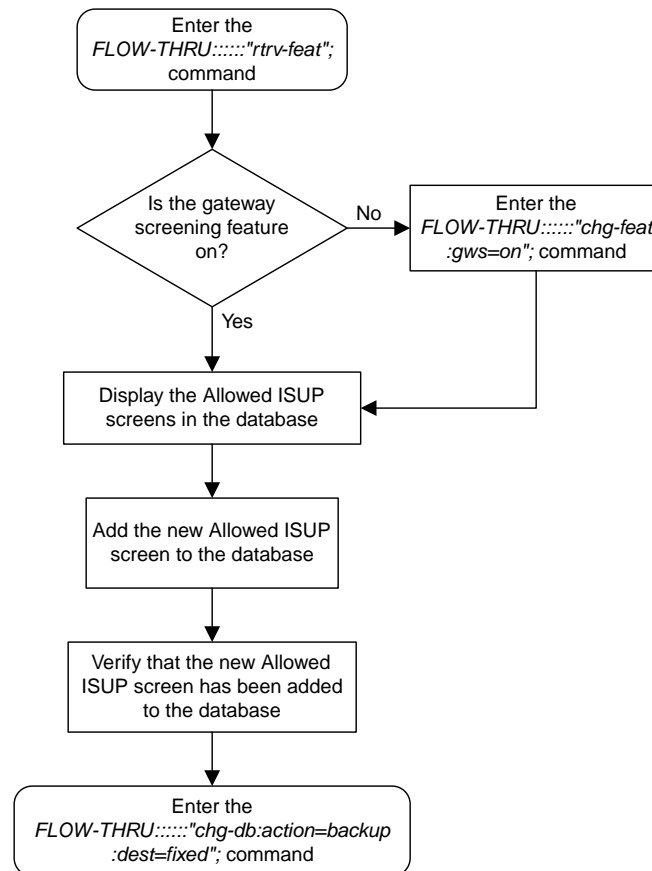 Enter the
FLOW-THRU::::::"rtrv-feat";
command
Is the gateway
screening feature
on?
No
Enter the
FLOW-THRU::::::"chg-feat
:gws=on"; command
Yes
Display the Allowed ISUP
screens in the database
Add the new Allowed ISUP
screen to the database
Verify that the new Allowed
ISUP screen has been added
to the database
Enter the
FLOW-THRU::::::"chg-db:action=backup
:dest=fixed"; command